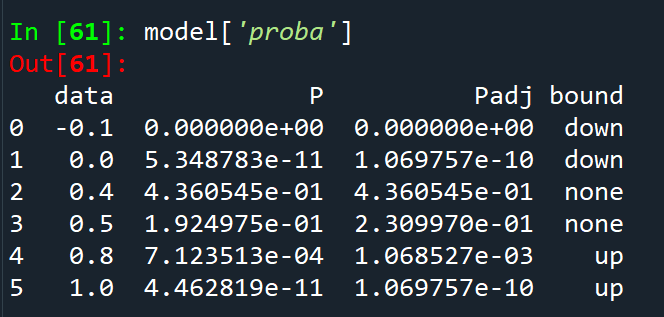 In [61]: model['proba']
Out[61]:
data P Padj bound
0 -0.1 0.000000e+00 0.000000e+00 down
1 0.0 5.348783e-11 1.069757e-10 down
2 0.4 4.360545e-01 4.360545e-01 none
3 0.5 1.924975e-01 2.309970e-01 none
4 0.8 7.123513e-04 1.068527e-03 up
5 1.0 4.462819e-11 1.069757e-10 up